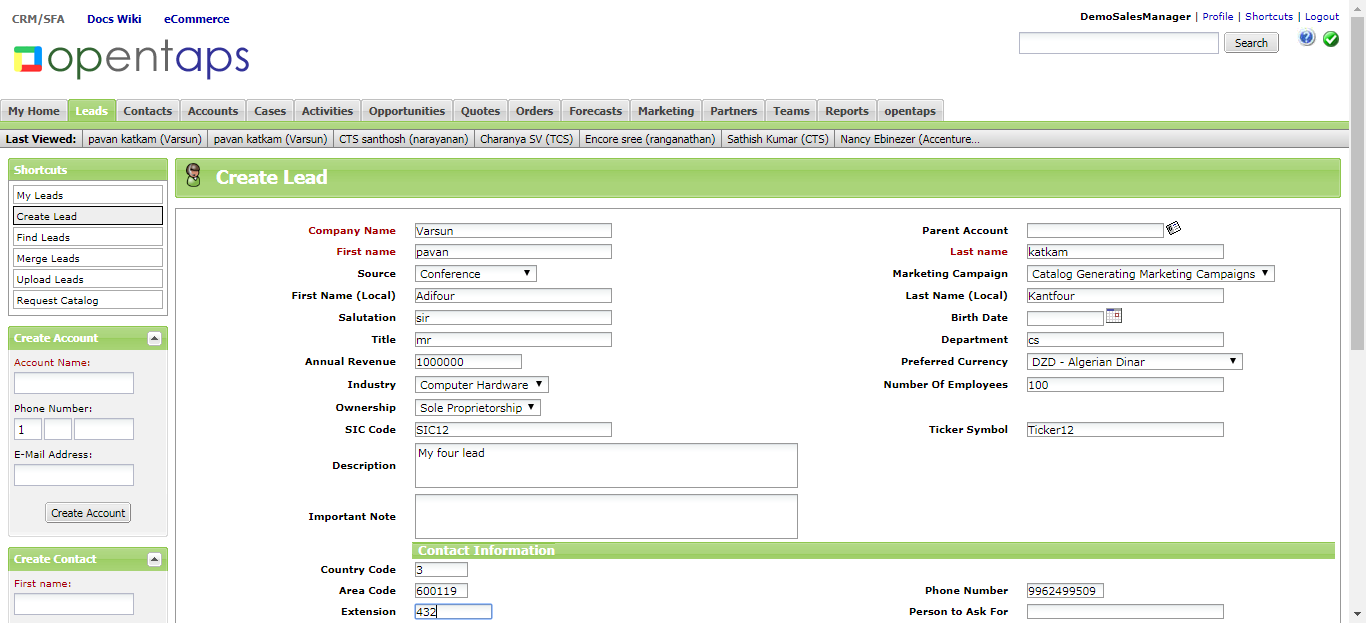 CRM/SFA Docs Wiki eCommerce
DemoSalesManager | Profile | Shortcuts | Logout
opentaps
Search
My Home Leads Contacts Accounts Cases Activities Opportunities Quotes Orders Forecasts Marketing Partners Teams Reports opentaps
Last Viewed: pavan katkam (Varsun) pavan katkam (Varsun) CTS santhosh (narayanan) Charanya SV (TCS) Encore sree (ranganathan) Sathish Kumar (CTS) Nancy Ebinezer (Accenture...
Shortcuts
My Leads
Create Lead
Find Leads
Merge Leads
Upload Leads
Request Catalog
Create Account
Account Name:
Phone Number:
1
E-Mail Address:
Create Account
Create Contact
First name:
Create Lead
Company Name Varsun Parent Account
First name pavan Last name katkam
Source Conference Marketing Campaign Catalog Generating Marketing Campaigns
First Name (Local) Adifour Last Name (Local) Kantfour
Salutation sir Birth Date
Title mr Department cs
Annual Revenue 1000000 Preferred Currency DZD - Algerian Dinar
Industry Computer Hardware Number Of Employees 100
Ownership Sole Proprietorship
SIC Code SIC12 Ticker Symbol Ticker12
Description My four lead
Important Note
Contact Information
Country Code 3
Area Code 600119 Phone Number 9962499509
Extension 432 Person to Ask For